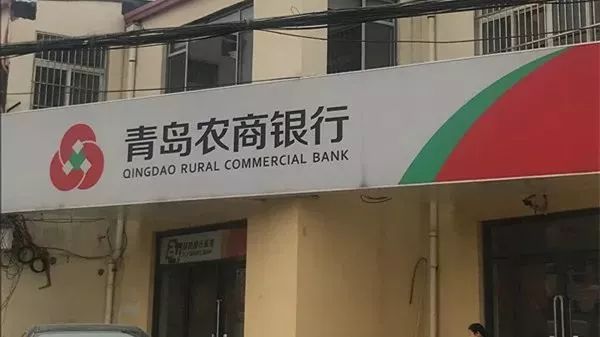 青岛农商银行
QINGDAO RURAL COMMERCIAL BANK